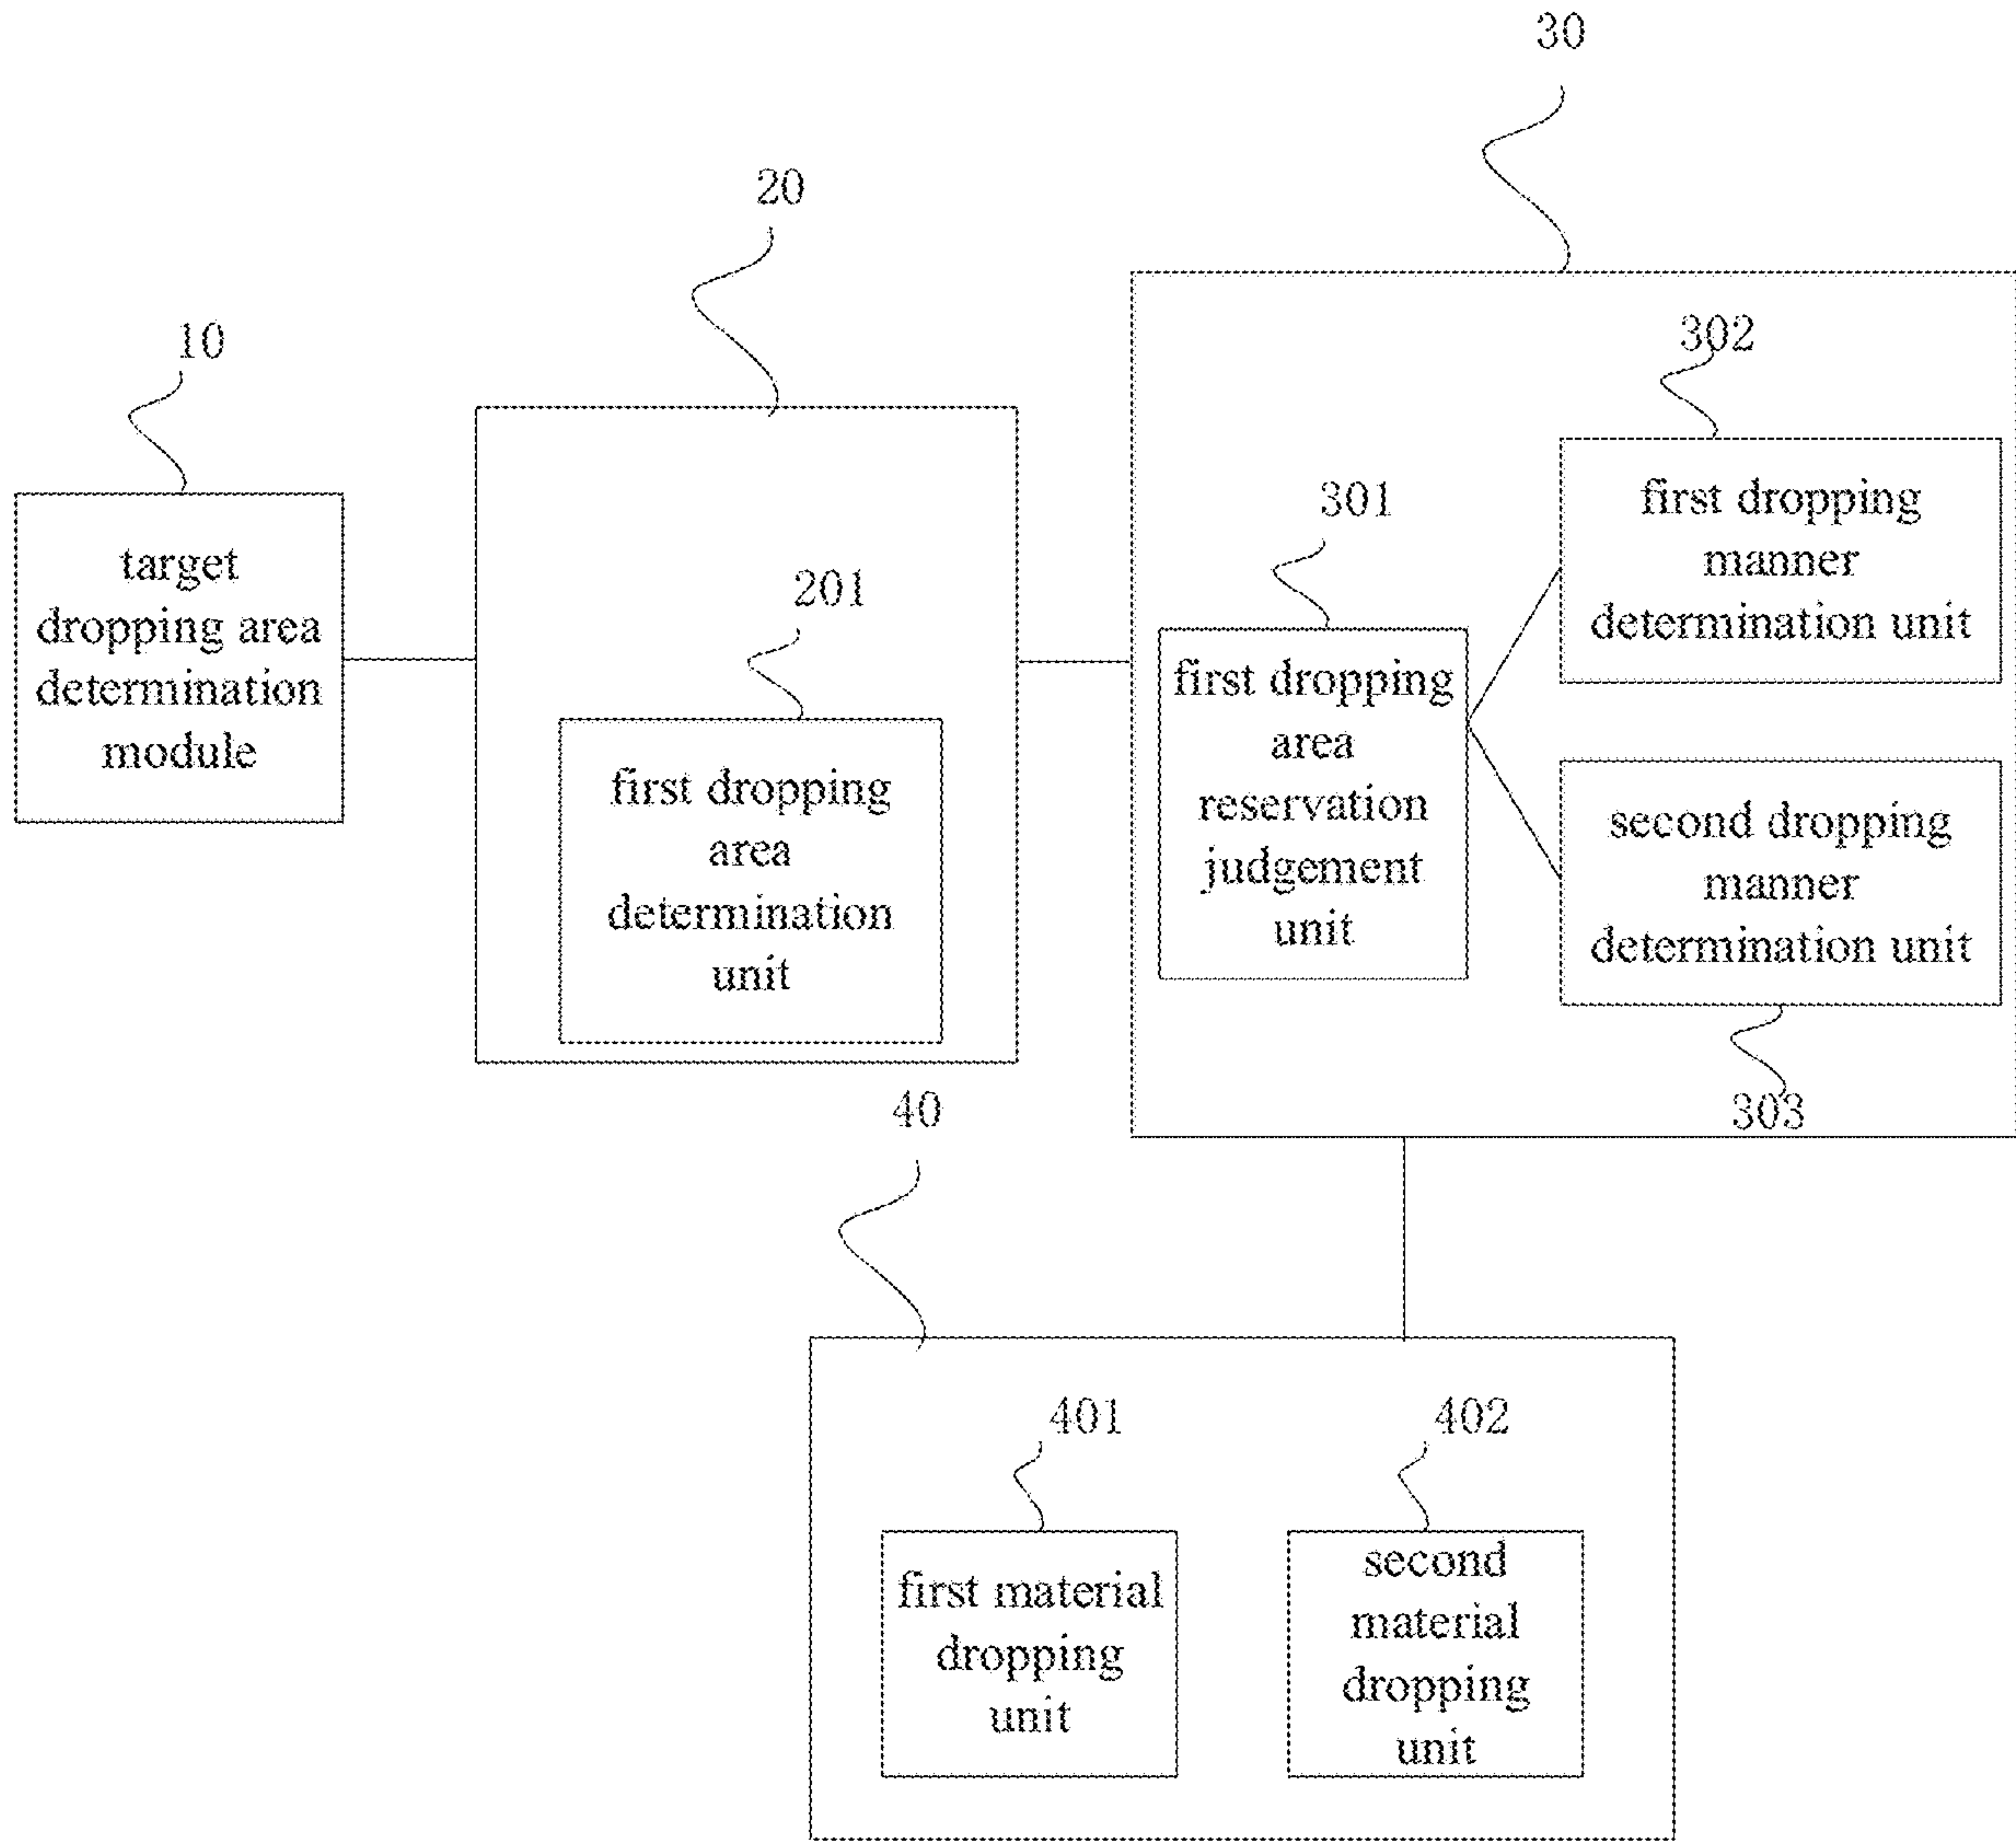 30
20
10
302
first dropping
manner
determination unit
301
target
dropping area
determination
module
201
first dropping
area
reservation
judgement
unit
first dropping
area
determination
unit
second dropping
manner
determination unit
303
40
401
402
first material
dropping
unit
second
material
dropping
unit